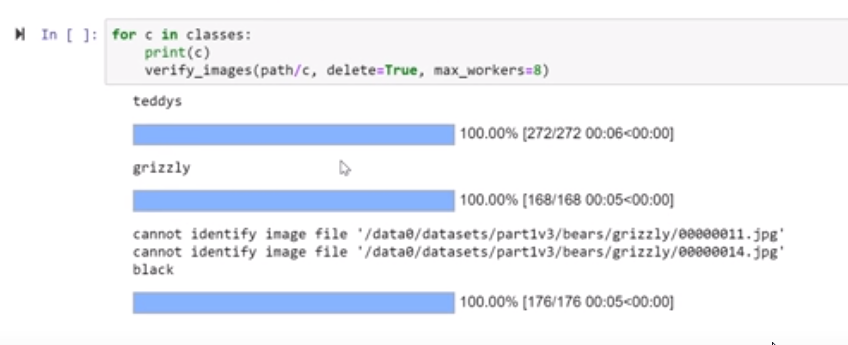 In [ ]: for c in classes:
    print(c)
    verify_images(path/c, delete=True, max_workers=8)
teddys
100.00% [272/272 00:06<00:00]
grizzly
100.00% [168/168 00:05<00:00]
cannot identify image file '/data0/datasets/part1v3/bears/grizzly/00000011.jpg'
cannot identify image file '/data0/datasets/part1v3/bears/grizzly/00000014.jpg'
black
100.00% [176/176 00:05<00:00]